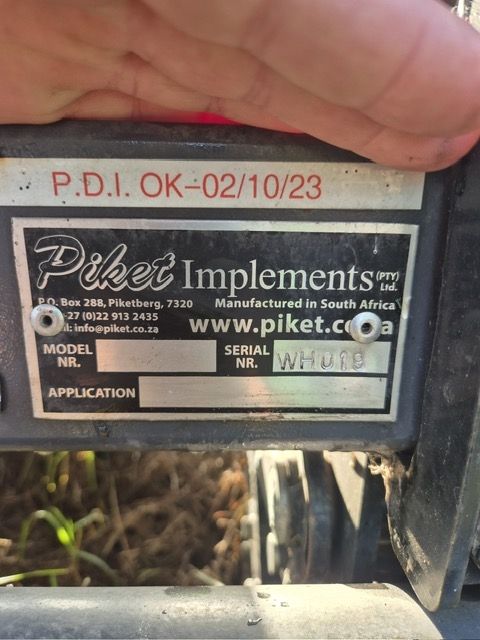 P.D.I. OK-02/10/23
Piket Implements (PTY) Ltd.
P.O. Box 288, Piketberg, 7320 Manufactured in South Africa
27 (0)22 913 2435
info@piket.co.za www.piket.co.za
MODEL NR. SERIAL NR. WH019
APPLICATION